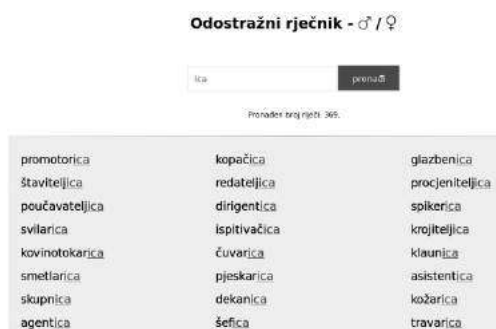 Odostražni rječnik - ♂ / ♀
ica
pronađi
Pronađen broj riječi: 369.
promotorica kopačica glazbenica
štaviteljica redateljica procjeniteljica
poučavateljica dirigentica spikerica
svilarica ispitivačica krojiteljica
kovinotokarica čuvarica klaunica
smetlarica pjeskarica asistentica
skupnica dekanica kožarica
agentica šefica travarica